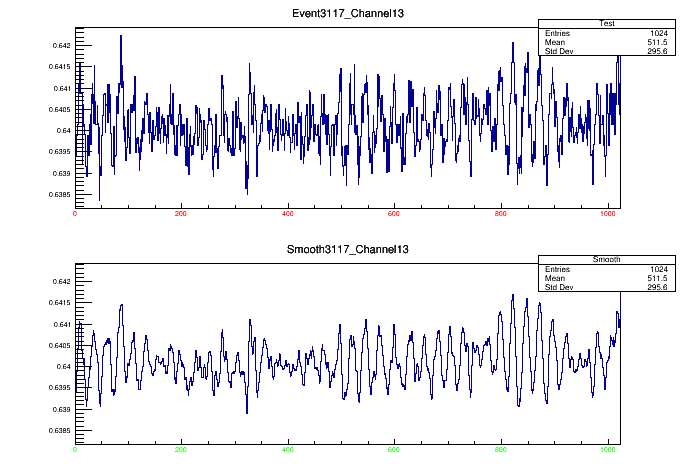 Event3117_Channel13
Test
Entries 1024
Mean 511.5
Std Dev 295.6
0.642
0.6415
0.641
0.6405
0.64
0.6395
0.639
0.6385
0 200 400 600 800 1000
Smooth3117_Channel13
Smooth
Entries 1024
Mean 511.5
Std Dev 295.6
0.642
0.6415
0.641
0.6405
0.64
0.6395
0.639
0.6385
0 200 400 600 800 1000